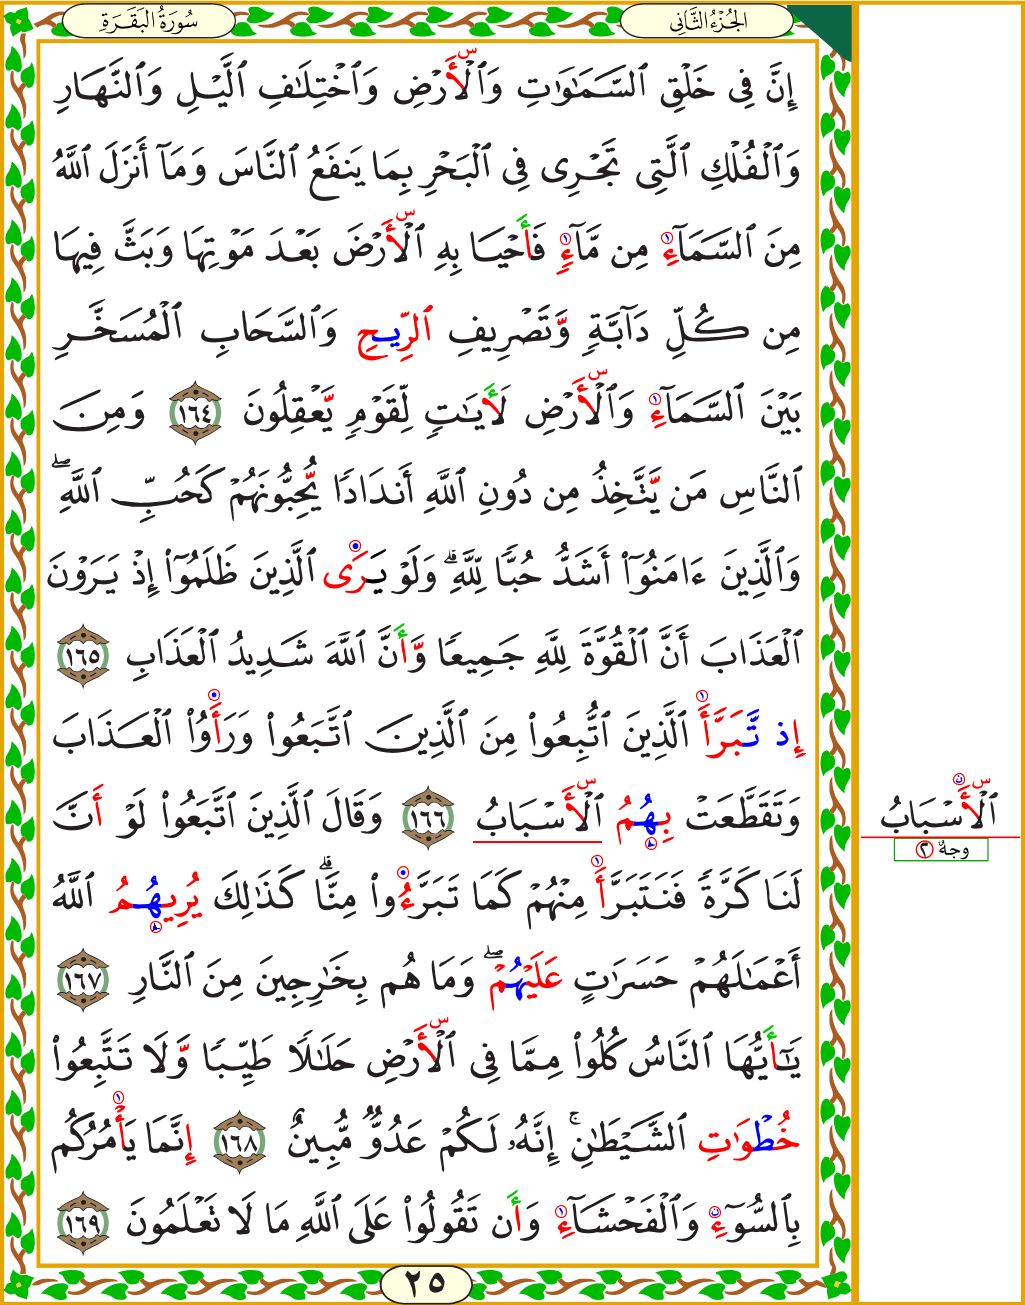 سُورَةُ البَقَرَةِ
الجُزْءُ الثَّانِى
إِنَّ فِى خَلْقِ ٱلسَّمَٰوَٰتِ وَٱلْأَرْضِ وَٱخْتِلَٰفِ ٱلَّيْلِ وَٱلنَّهَارِ
وَٱلْفُلْكِ ٱلَّتِى تَجْرِى فِى ٱلْبَحْرِ بِمَا يَنفَعُ ٱلنَّاسَ وَمَآ أَنزَلَ ٱللَّهُ
مِنَ ٱلسَّمَآءِ مِن مَّآءٍ فَأَحْيَا بِهِ ٱلْأَرْضَ بَعْدَ مَوْتِهَا وَبَثَّ فِيهَا
مِن كُلِّ دَآبَّةٍ وَّتَصْرِيفِ ٱلرِّيحِ وَٱلسَّحَابِ ٱلْمُسَخَّرِ
بَيْنَ ٱلسَّمَآءِ وَٱلْأَرْضِ لَأَيَٰتٍ لِّقَوْمٍ يَّعْقِلُونَ ١٦٤ وَمِنَ
ٱلنَّاسِ مَن يَّتَّخِذُ مِن دُونِ ٱللَّهِ أَندَادًا يُّحِبُّونَهُمْ كَحُبِّ ٱللَّهِۖ
وَٱلَّذِينَ ءَامَنُوٓا۟ أَشَدُّ حُبًّا لِلَّهِۗ وَلَوْ يَرَى ٱلَّذِينَ ظَلَمُوٓا۟ إِذْ يَرَوْنَ
ٱلْعَذَابَ أَنَّ ٱلْقُوَّةَ لِلَّهِ جَمِيعًا وَّأَنَّ ٱللَّهَ شَدِيدُ ٱلْعَذَابِ ١٦٥
إِذ تَّبَرَّأَ ٱلَّذِينَ ٱتُّبِعُوا۟ مِنَ ٱلَّذِينَ ٱتَّبَعُوا۟ وَرَأَوُا۟ ٱلْعَذَابَ
وَتَقَطَّعَتْ بِهُمُ ٱلْأَسْبَابُ ١٦٦ وَقَالَ ٱلَّذِينَ ٱتَّبَعُوا۟ لَوْ أَنَّ
لَنَا كَرَّةً فَنَتَبَرَّأَ مِنْهُمْ كَمَا تَبَرَّءُوا۟ مِنَّاۗ كَذَٰلِكَ يُرِيهُمُ ٱللَّهُ
أَعْمَٰلَهُمْ حَسَرَٰتٍ عَلَيْهُمْۖ وَمَا هُم بِخَٰرِجِينَ مِنَ ٱلنَّارِ ١٦٧
يَٰٓأَيُّهَا ٱلنَّاسُ كُلُوا۟ مِمَّا فِى ٱلْأَرْضِ حَلَٰلًا طَيِّبًا وَّلَا تَتَّبِعُوا۟
خُطْوَٰتِ ٱلشَّيْطَٰنِۚ إِنَّهُۥ لَكُمْ عَدُوٌّ مُّبِينٌ ١٦٨ إِنَّمَا يَأْمُرُكُم
بِٱلسُّوٓءِ وَٱلْفَحْشَآءِ وَأَن تَقُولُوا۟ عَلَى ٱللَّهِ مَا لَا تَعْلَمُونَ ١٦٩
٢٥
ٱلْأَسْبَابُ
وجهٌ ٢